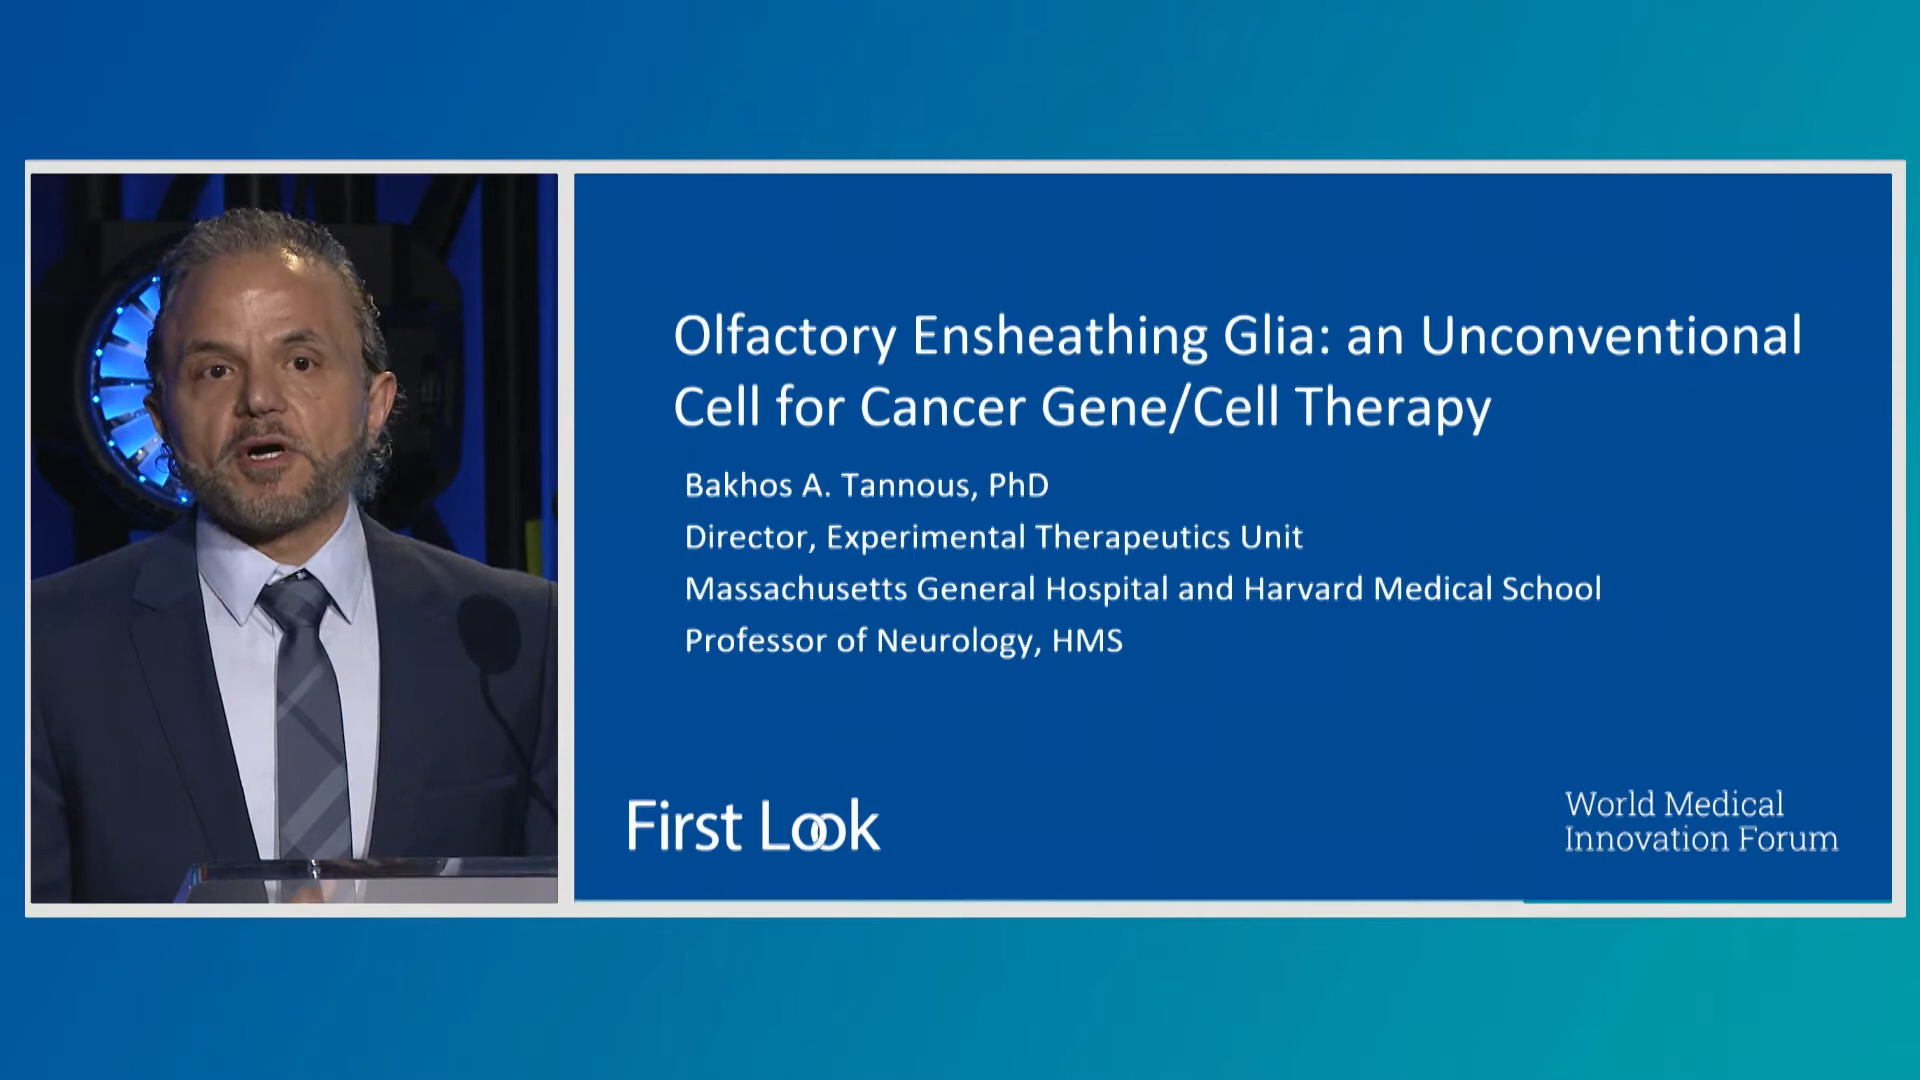 Olfactory Ensheathing Glia: an Unconventional
Cell for Cancer Gene/Cell Therapy
Bakhos A. Tannous, PhD
Director, Experimental Therapeutics Unit
Massachusetts General Hospital and Harvard Medical School
Professor of Neurology, HMS
First Look
World Medical
Innovation Forum